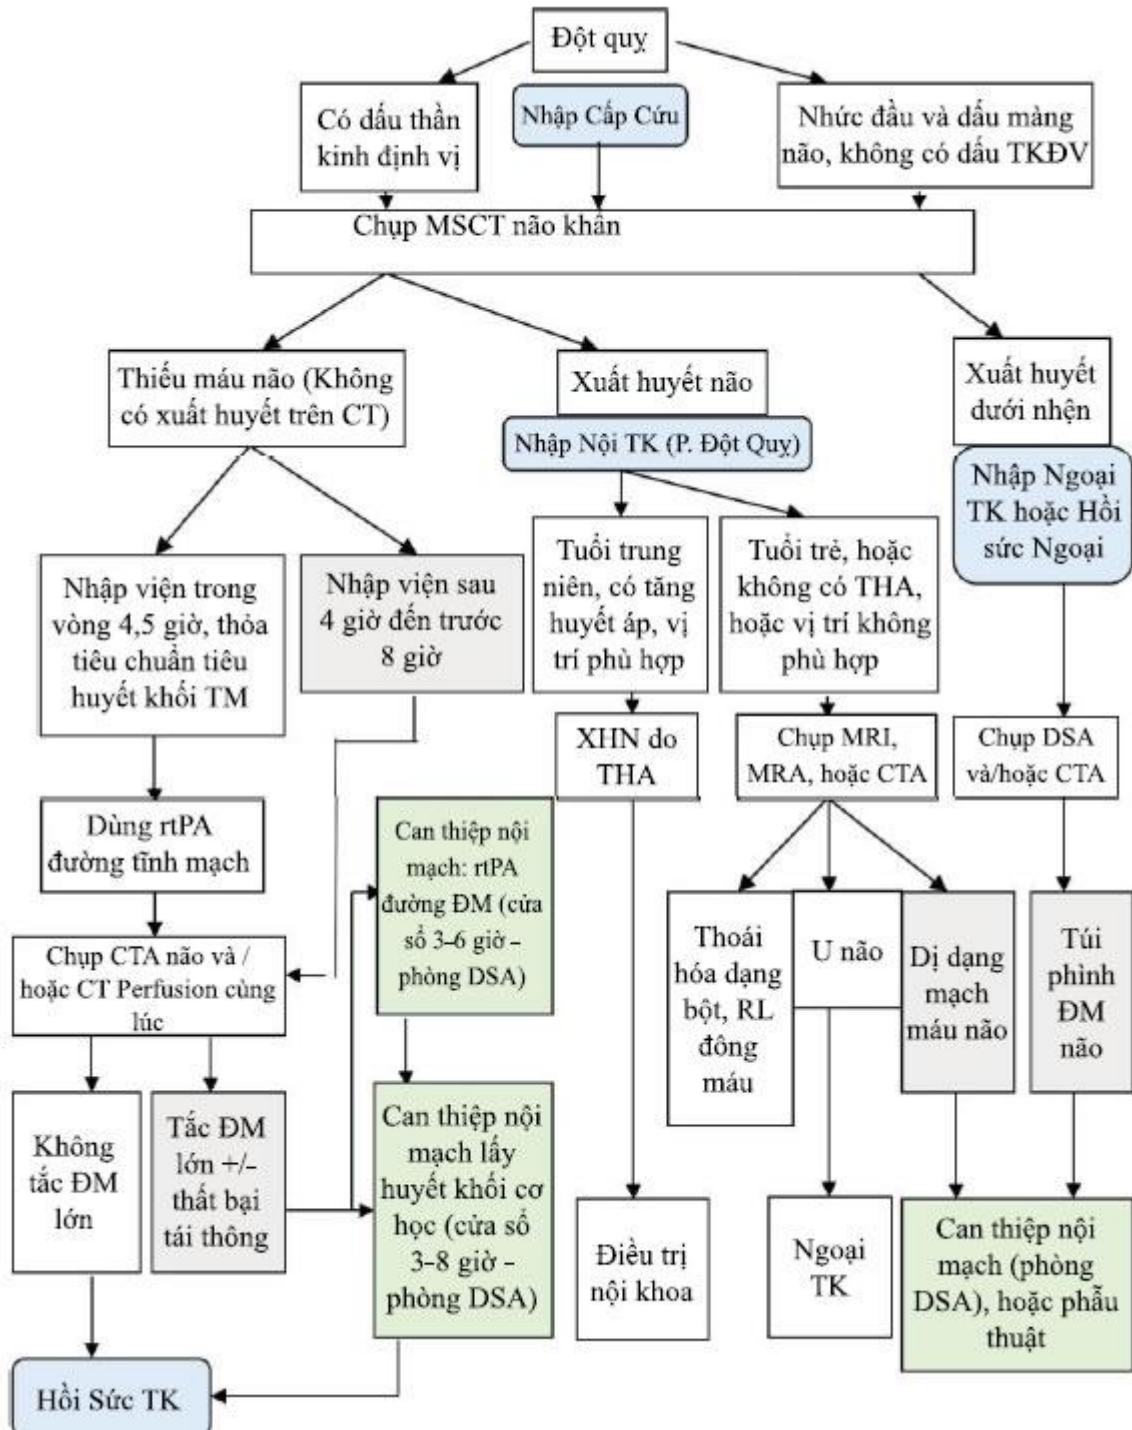 Đột quỵ
Có dấu thần
kinh định vị
Nhập Cấp Cứu
Nhức đầu và dấu màng
não, không có dấu TKĐV
Chụp MSCT não khẩn
Thiếu máu não (Không
có xuất huyết trên CT)
Xuất huyết não
Nhập Nội TK (P. Đột Quỵ)
Xuất huyết
dưới nhện
Nhập Ngoại
TK hoặc Hồi
sức Ngoại
Nhập viện trong
vòng 4,5 giờ, thỏa
tiêu chuẩn tiêu
huyết khối TM
Nhập viện sau
4 giờ đến trước
8 giờ
Tuổi trung
niên, có tăng
huyết áp, vị
trí phù hợp
Tuổi trẻ, hoặc
không có THA,
hoặc vị trí không
phù hợp
XHN do
THA
Chụp MRI,
MRA, hoặc CTA
Chụp DSA
và/hoặc CTA
Dùng rtPA
đường tĩnh mạch
Can thiệp nội
mạch: rtPA
đường ĐM (cửa
sổ 3-6 giờ –
phòng DSA)
Chụp CTA não và /
hoặc CT Perfusion cùng
lúc
Thoái
hóa dạng
bột, RL
đông
máu
U não
Dị dạng
mạch
máu não
Túi
phình
ĐM
não
Không
tắc ĐM
lớn
Tắc ĐM
lớn +/-
thất bại
tái thông
Can thiệp nội
mạch lấy
huyết khối cơ
học (cửa sổ
3-8 giờ –
phòng DSA)
Điều trị
nội khoa
Ngoại
TK
Can thiệp nội
mạch (phòng
DSA), hoặc phẫu
thuật
Hồi Sức TK